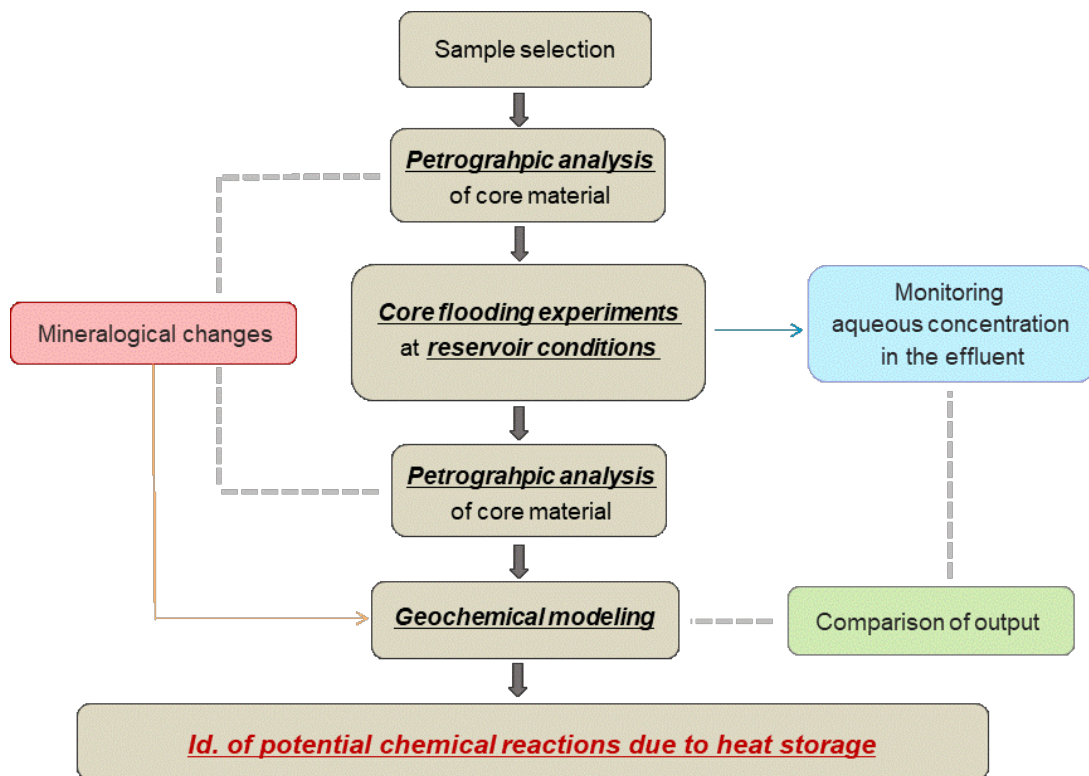 Sample selection
Petrograhpic analysis
of core material
Core flooding experiments
at reservoir conditions
Monitoring
aqueous concentration
in the effluent
Mineralogical changes
Petrograhpic analysis
of core material
Geochemical modeling
Comparison of output
Id. of potential chemical reactions due to heat storage